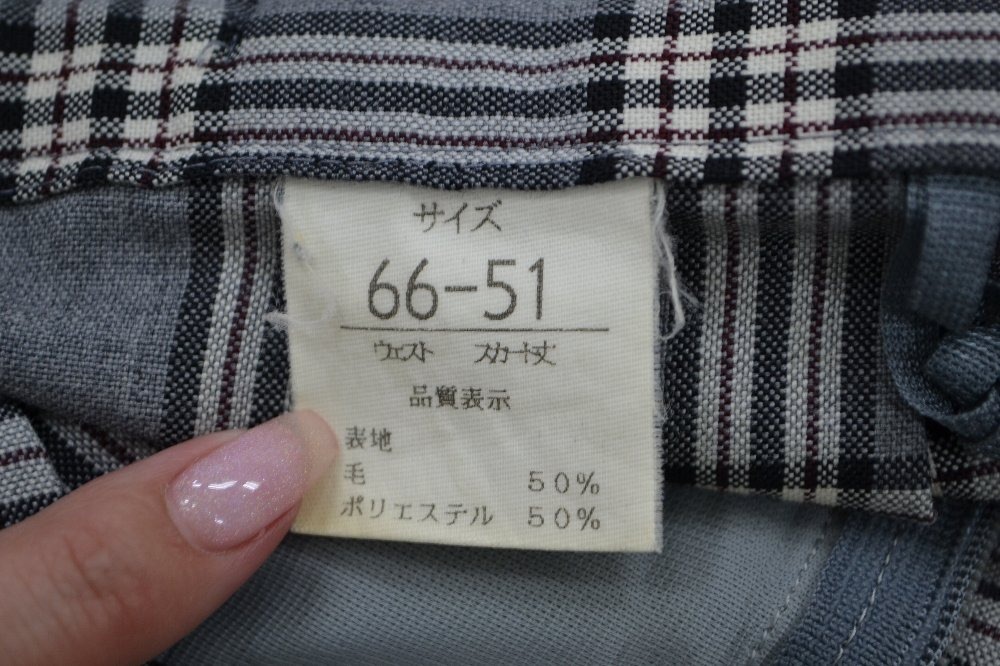 サイズ
66-51
ウェスト スカート丈
品質表示
表地
毛 50%
ポリエステル 50%